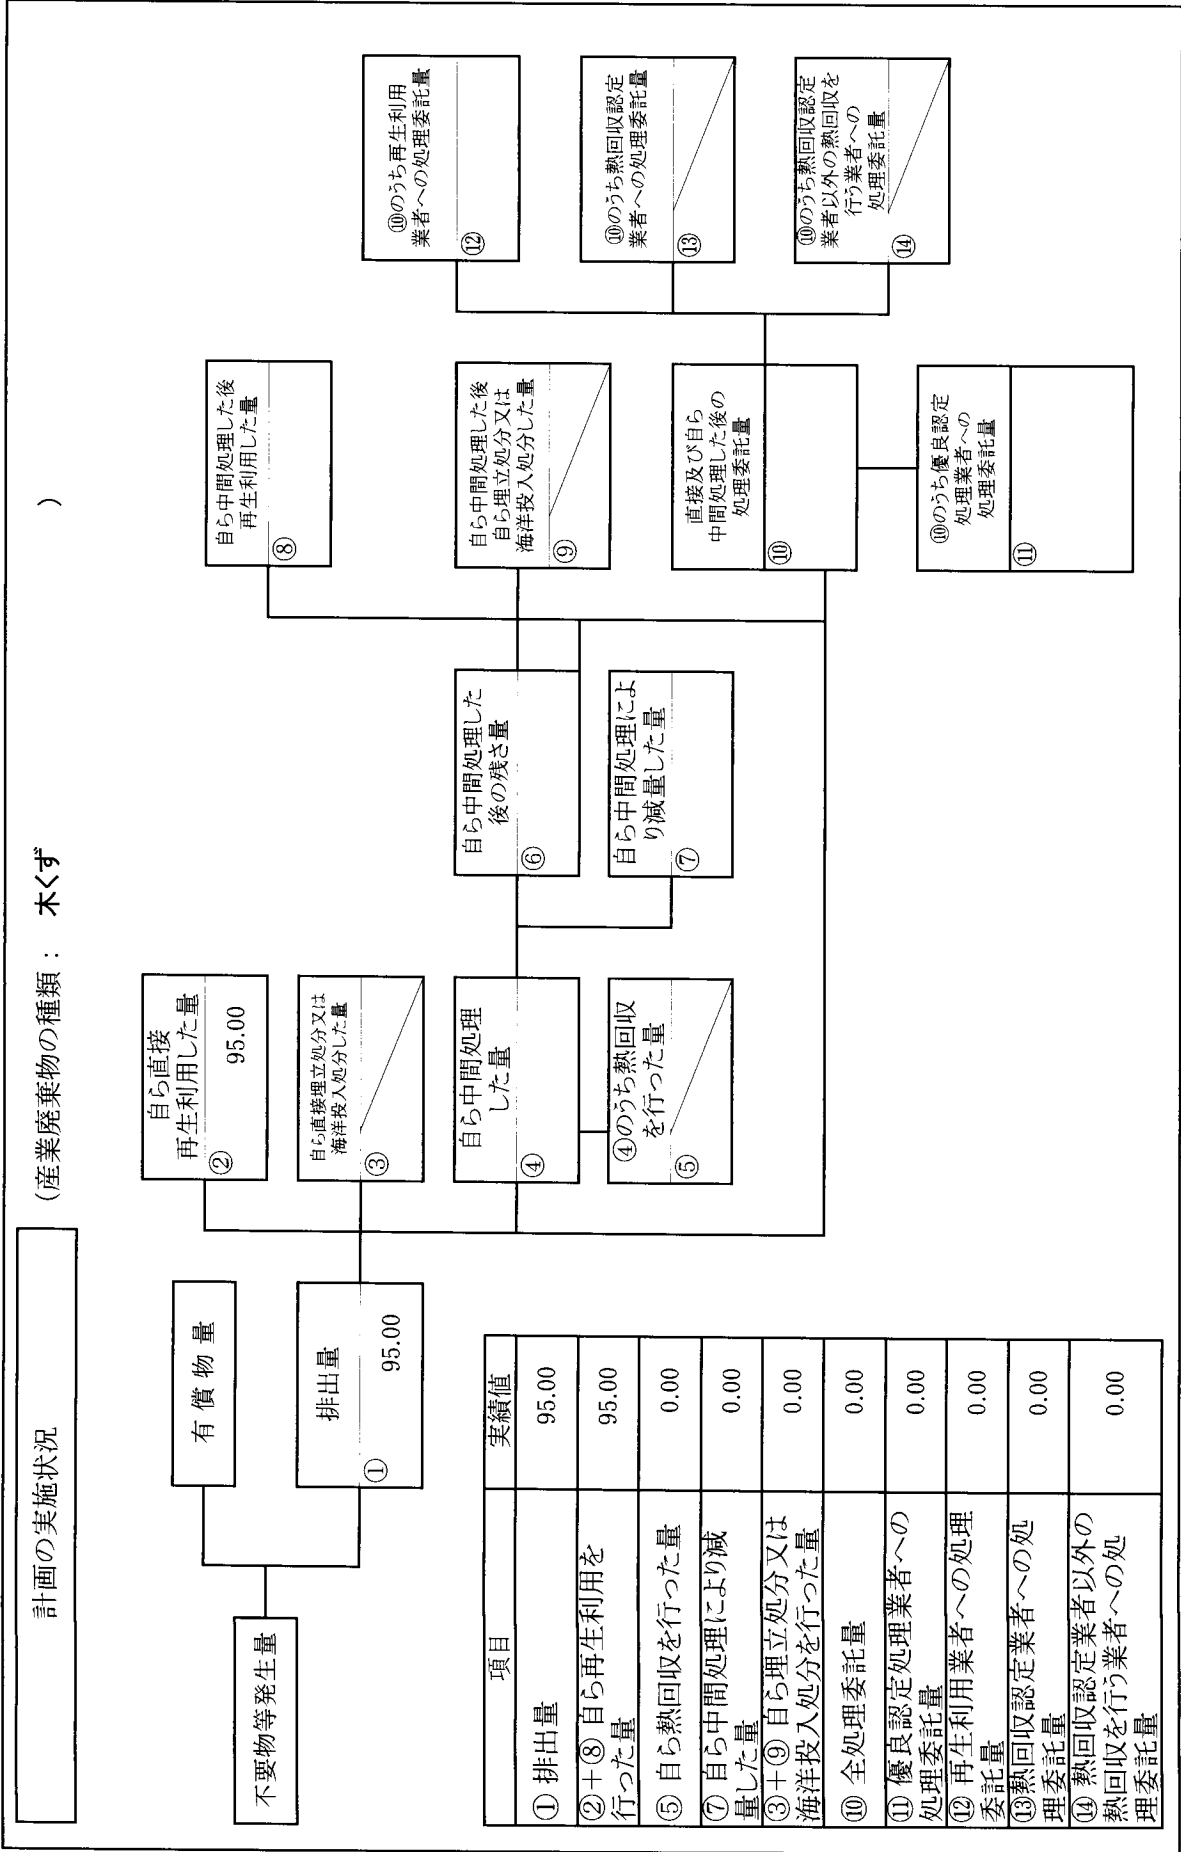 計画の実施状況
(産業廃棄物の種類： 木くず )
不要物等発生量
有 償 物 量
排出量
① 95.00
自ら直接
再生利用した量
② 95.00
自ら直接埋立処分又は
海洋投入処分した量
③
自ら中間処理
した量
④
④のうち熱回収
を行った量
⑤
自ら中間処理した
後の残さ量
⑥
自ら中間処理によ
り減量した量
⑦
自ら中間処理した後
再生利用した量
⑧
自ら中間処理した後
自ら埋立処分又は
海洋投入処分した量
⑨
直接及び自ら
中間処理した後の
処理委託量
⑩
⑩のうち優良認定
処理業者への
処理委託量
⑪
⑩のうち再生利用
業者への処理委託量
⑫
⑩のうち熱回収認定
業者への処理委託量
⑬
⑩のうち熱回収認定
業者以外の熱回収を
行う業者への
処理委託量
⑭
項目 実績値
① 排出量 95.00
②＋⑧ 自ら再生利用を
行った量 95.00
⑤ 自ら熱回収を行った量 0.00
⑦ 自ら中間処理により減
量した量 0.00
③＋⑨ 自ら埋立処分又は
海洋投入処分を行った量 0.00
⑩ 全処理委託量 0.00
⑪ 優良認定処理業者への
処理委託量 0.00
⑫ 再生利用業者への処理
委託量 0.00
⑬熱回収認定業者への処
理委託量 0.00
⑭ 熱回収認定業者以外の
熱回収を行う業者への処
理委託量 0.00